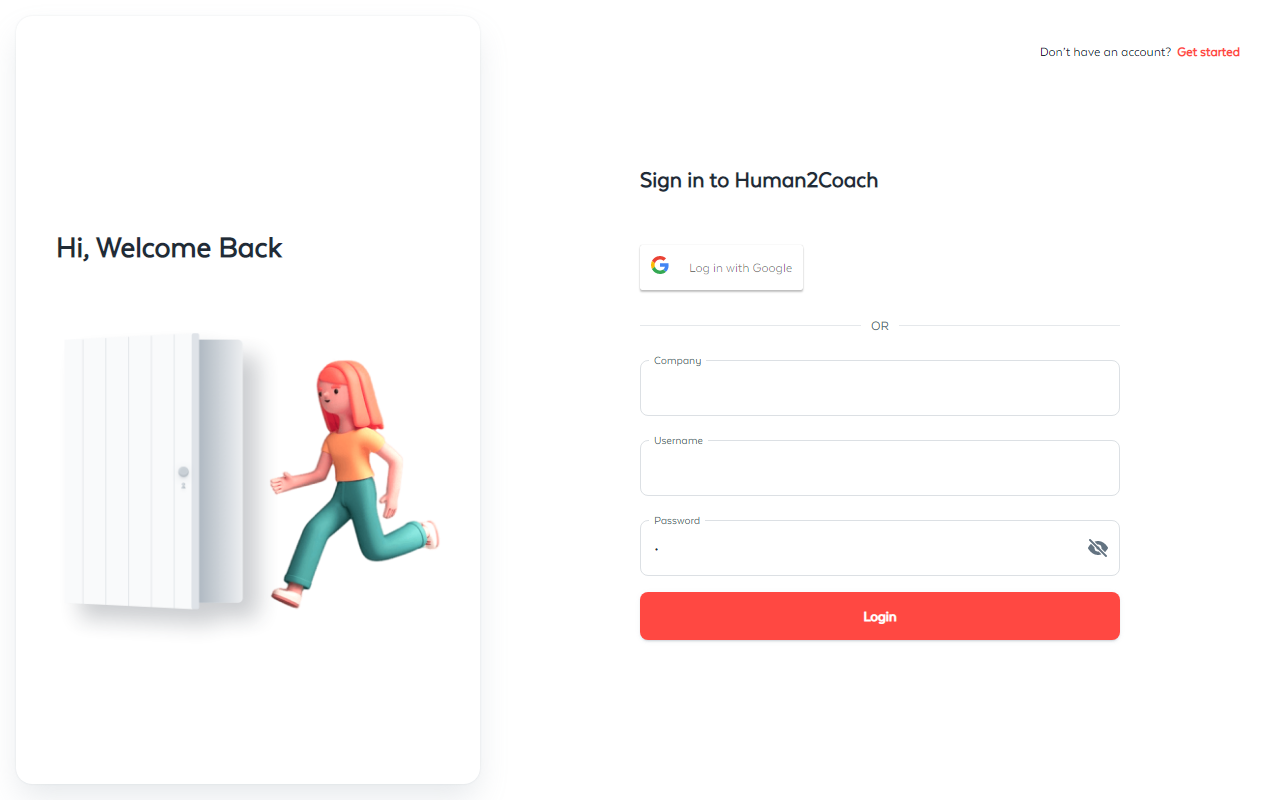 Don't have an account? Get started
Hi, Welcome Back
Sign in to Human2Coach
Log in with Google
OR
Company
Username
Password
Login